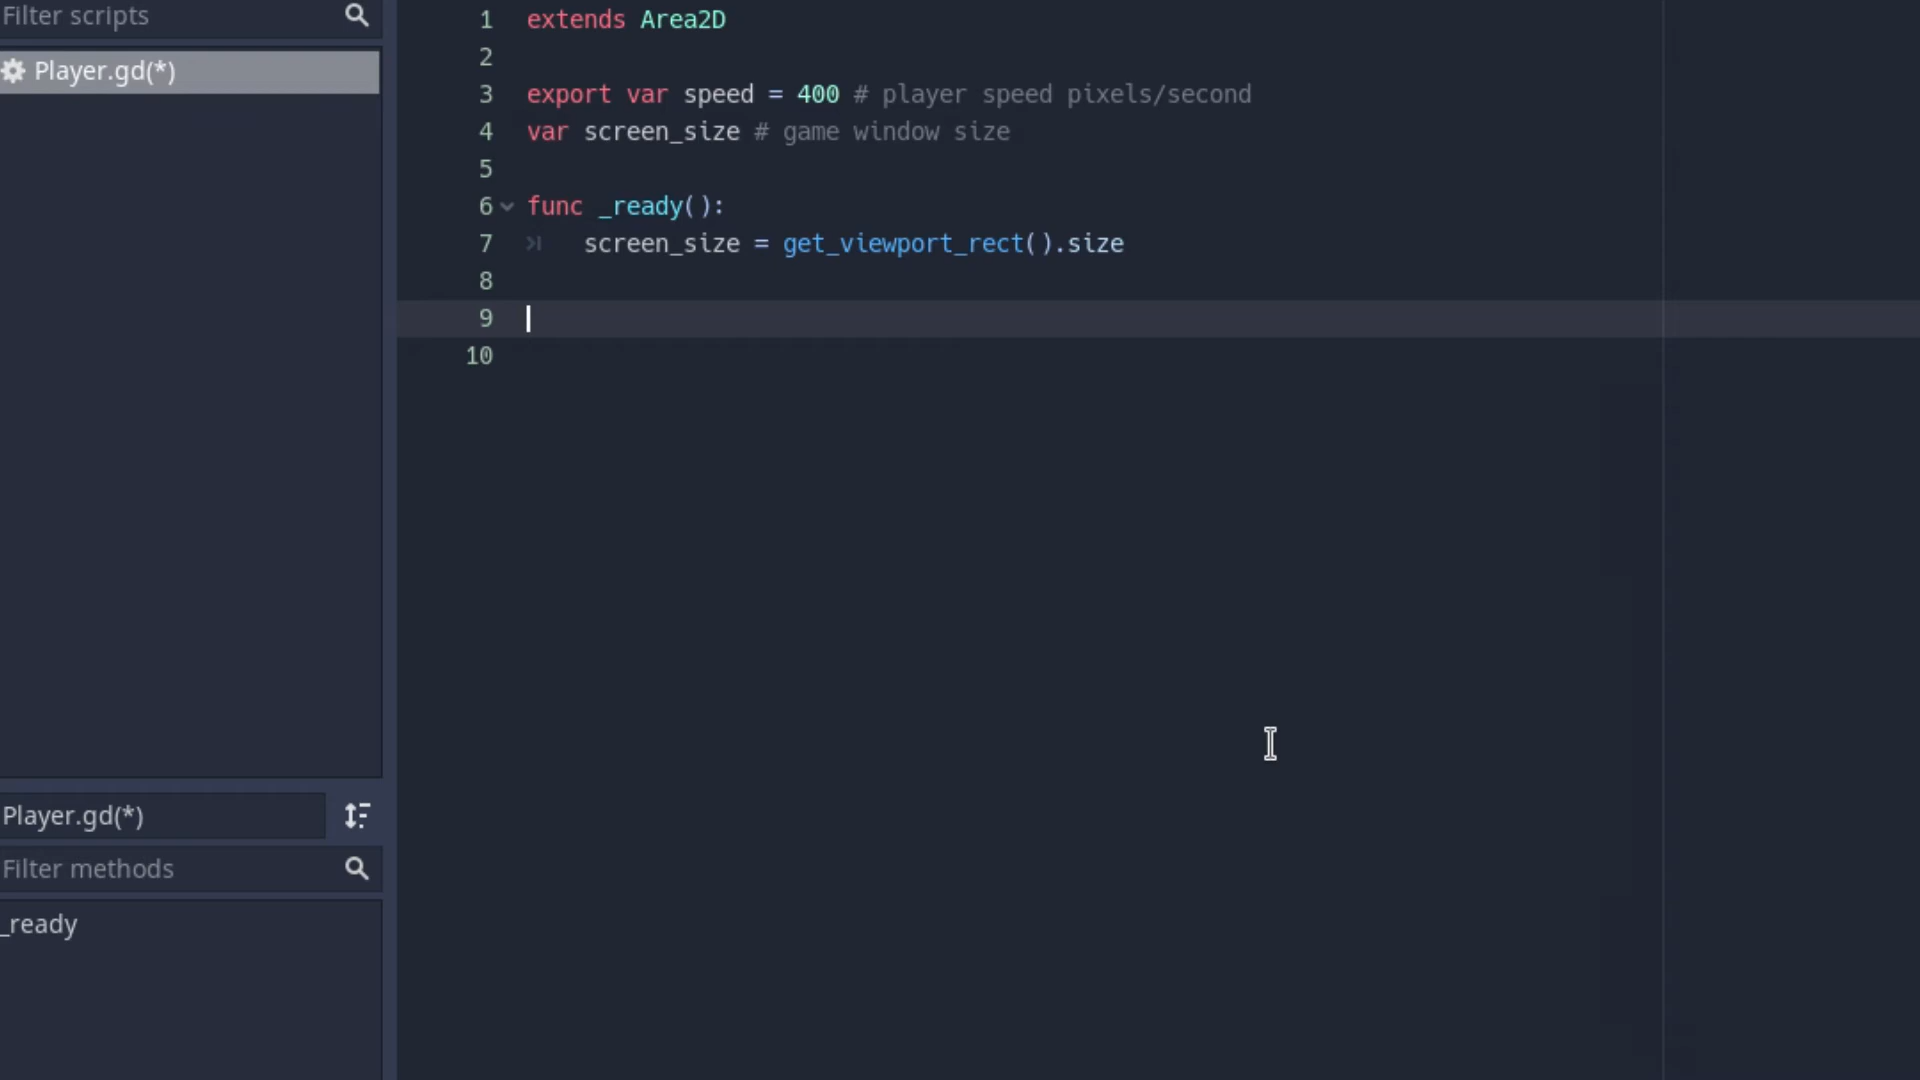 Filter scripts
Player.gd(*)
Player.gd(*)
Filter methods
_ready
1 extends Area2D
2
3 export var speed = 400 # player speed pixels/second
4 var screen_size # game window size
5
6 func _ready():
7 screen_size = get_viewport_rect().size
8
9
10